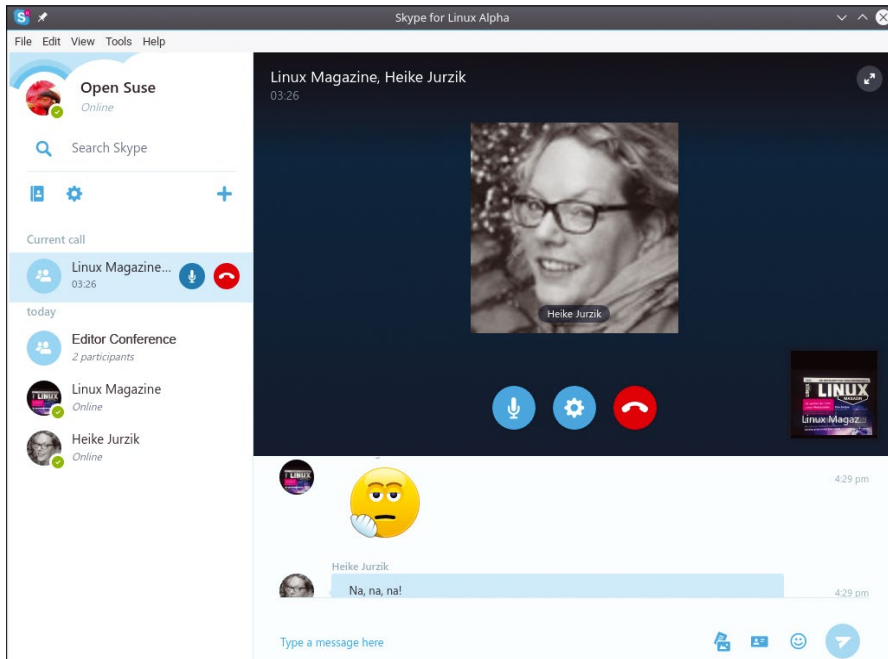 Skype for Linux Alpha
File Edit View Tools Help
Open Suse
Online
Search Skype
Current call
Linux Magazine...
03:26
today
Editor Conference
2 participants
Linux Magazine
Online
Heike Jurzik
Online
Linux Magazine, Heike Jurzik
03:26
Heike Jurzik
LINUX
MAGAZIN
Linux Magaz...
LINUX
4:29 pm
Heike Jurzik
Na, na, na!
4:29 pm
Type a message here